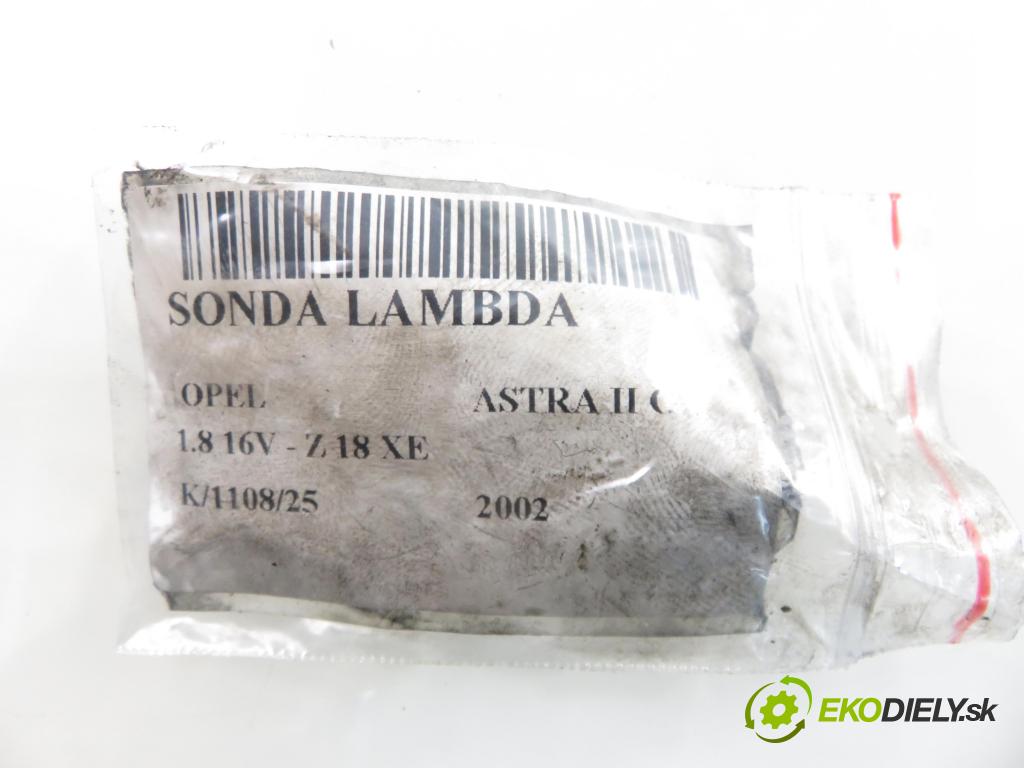 SONDA LAMBDA
OPEL ASTRA II
1.8 16V - Z 18 XE
K/1108/25 2002
EKODIELY.sk